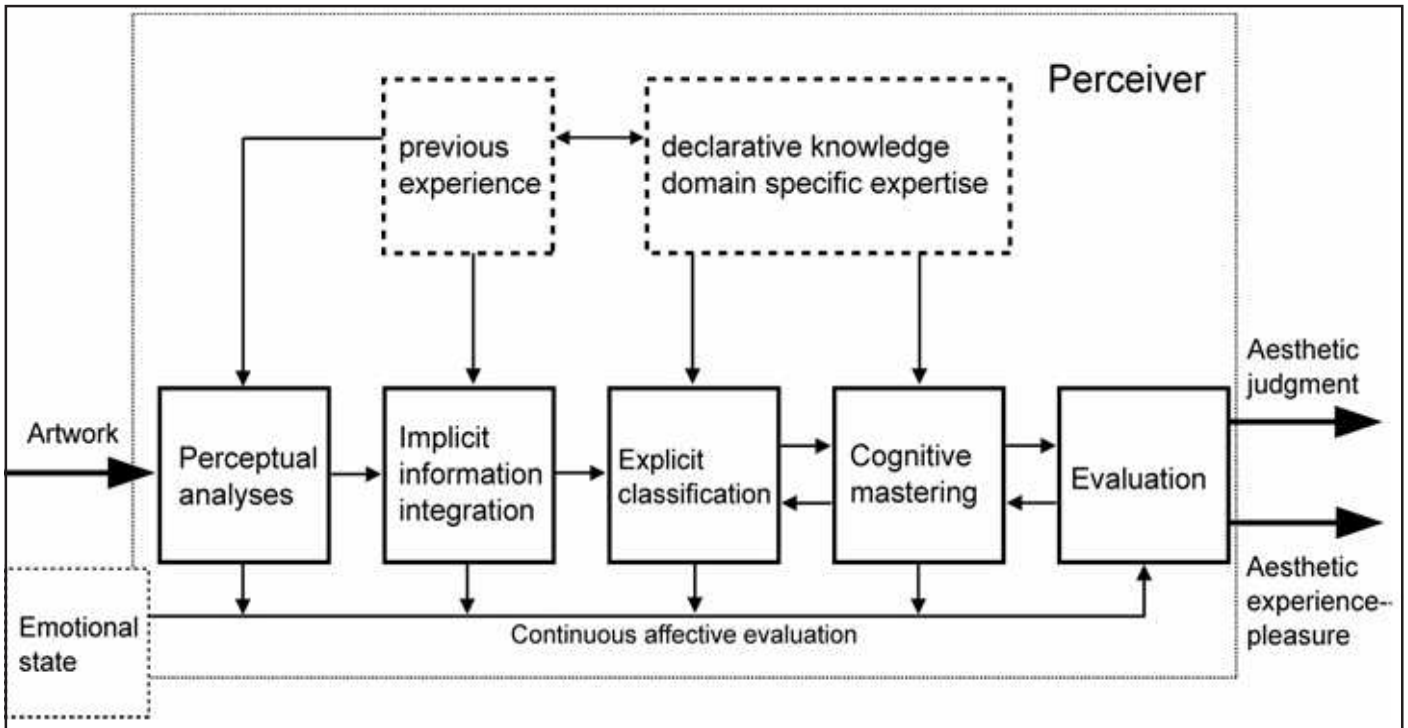 Perceiver
previous
experience
declarative knowledge
domain specific expertise
Artwork
Perceptual
analyses
Implicit
information
integration
Explicit
classification
Cognitive
mastering
Evaluation
Aesthetic
judgment
Aesthetic
experience--
pleasure
Emotional
state
Continuous affective evaluation